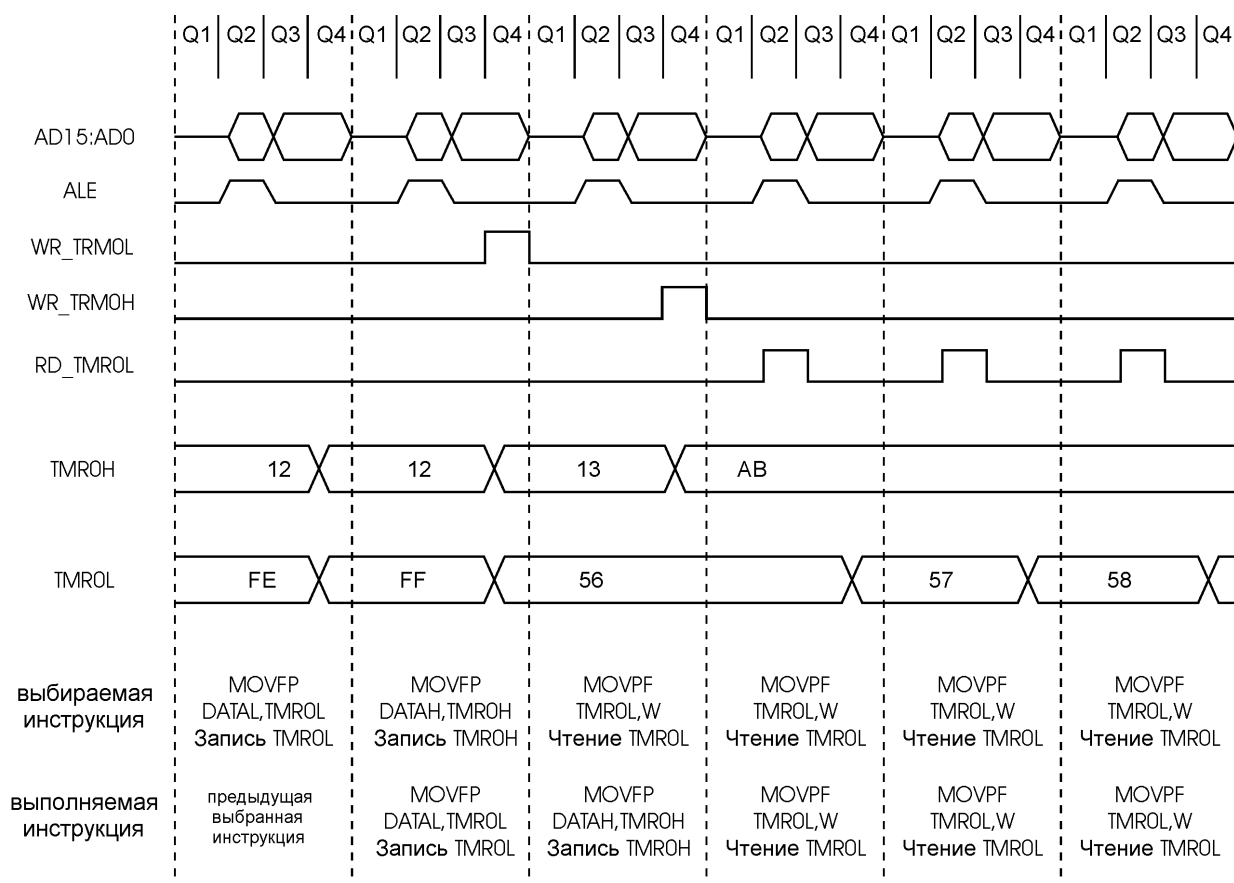 Q1 Q2 Q3 Q4 Q1 Q2 Q3 Q4 Q1 Q2 Q3 Q4 Q1 Q2 Q3 Q4 Q1 Q2 Q3 Q4 Q1 Q2 Q3 Q4
AD15:AD0
ALE
WR_TRM0L
WR_TRM0H
RD_TMR0L
TMR0H 12 12 13 AB
TMR0L FE FF 56 57 58
выбираемая
инструкция
MOVFP
DATAL,TMR0L
Запись TMR0L
MOVFP
DATAH,TMR0H
Запись TMR0H
MOVPF
TMR0L,W
Чтение TMR0L
MOVPF
TMR0L,W
Чтение TMR0L
MOVPF
TMR0L,W
Чтение TMR0L
MOVPF
TMR0L,W
Чтение TMR0L
выполняемая
инструкция
предыдущая
выбранная
инструкция
MOVFP
DATAL,TMR0L
Запись TMR0L
MOVFP
DATAH,TMR0H
Запись TMR0H
MOVPF
TMR0L,W
Чтение TMR0L
MOVPF
TMR0L,W
Чтение TMR0L
MOVPF
TMR0L,W
Чтение TMR0L